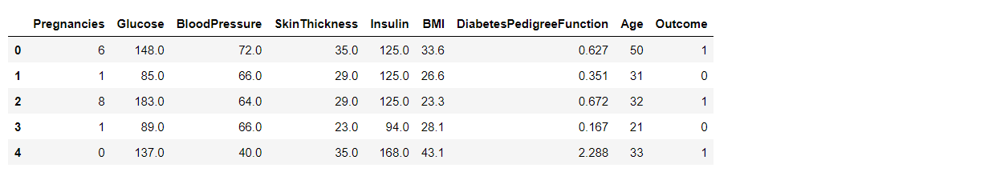 Pregnancies Glucose BloodPressure SkinThickness Insulin BMI DiabetesPedigreeFunction Age Outcome
0 6 148.0 72.0 35.0 125.0 33.6 0.627 50 1
1 1 85.0 66.0 29.0 125.0 26.6 0.351 31 0
2 8 183.0 64.0 29.0 125.0 23.3 0.672 32 1
3 1 89.0 66.0 23.0 94.0 28.1 0.167 21 0
4 0 137.0 40.0 35.0 168.0 43.1 2.288 33 1